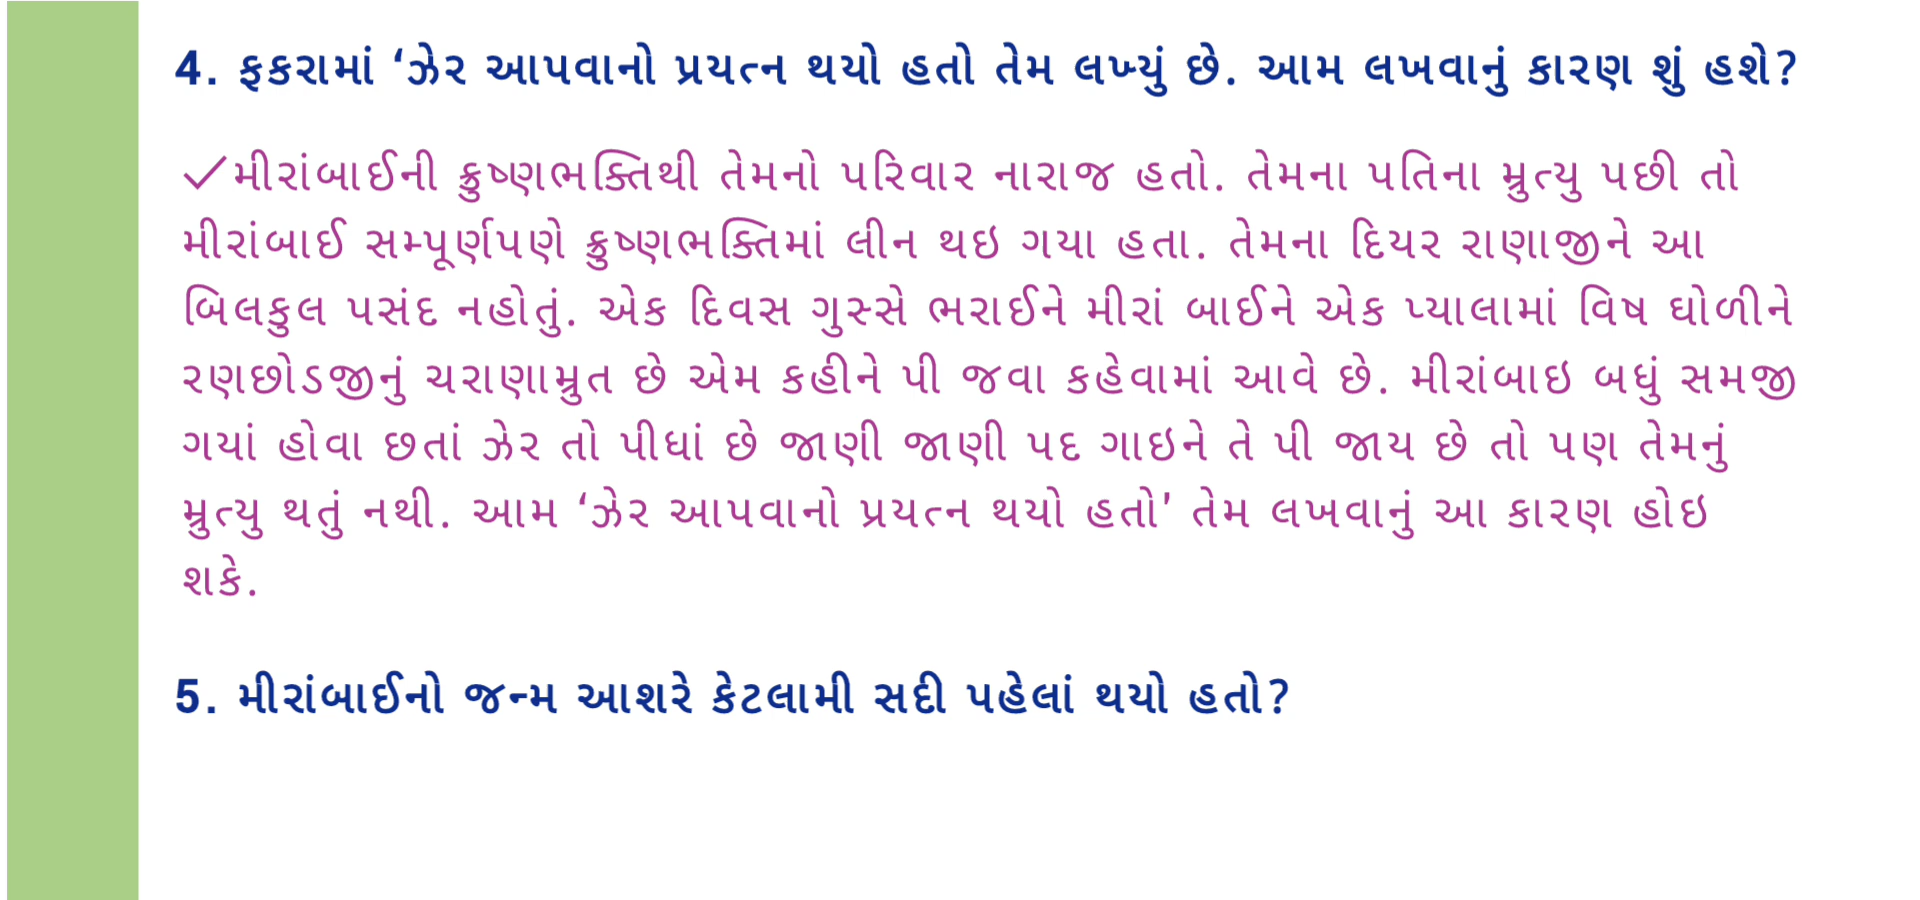 4. ફકરામાં ‘ઝેર આપવાનો પ્રયત્ન થયો હતો તેમ લખ્યું છે. આમ લખવાનું કારણ શું હશે?
✓મીરાંબાઈની ક્રુષ્ણભક્તિથી તેમનો પરિવાર નારાજ હતો. તેમના પતિના મ્રુત્યુ પછી તો
મીરાંબાઈ સમ્પૂર્ણપણે ક્રુષ્ણભક્તિમાં લીન થઇ ગયા હતા. તેમના દિયર રાણાજીને આ
બિલકુલ પસંદ નહોતું. એક દિવસ ગુસ્સે ભરાઈને મીરાં બાઈને એક પ્યાલામાં વિષ ઘોળીને
રણછોડજીનું ચરાણામ્રુત છે એમ કહીને પી જવા કહેવામાં આવે છે. મીરાંબાઇ બધું સમજી
ગયાં હોવા છતાં ઝેર તો પીધાં છે જાણી જાણી પદ ગાઇને તે પી જાય છે તો પણ તેમનું
મ્રુત્યુ થતું નથી. આમ ‘ઝેર આપવાનો પ્રયત્ન થયો હતો’ તેમ લખવાનું આ કારણ હોઇ
શકે.
5. મીરાંબાઈનો જન્મ આશરે કેટલામી સદી પહેલાં થયો હતો?